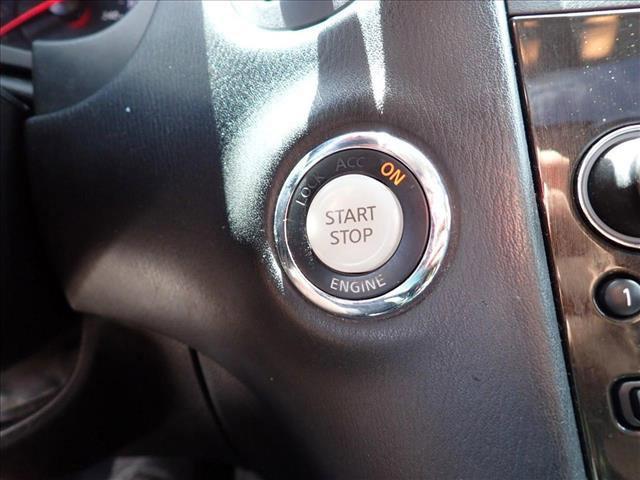 LOCK ACC ON
START
STOP
ENGINE
1